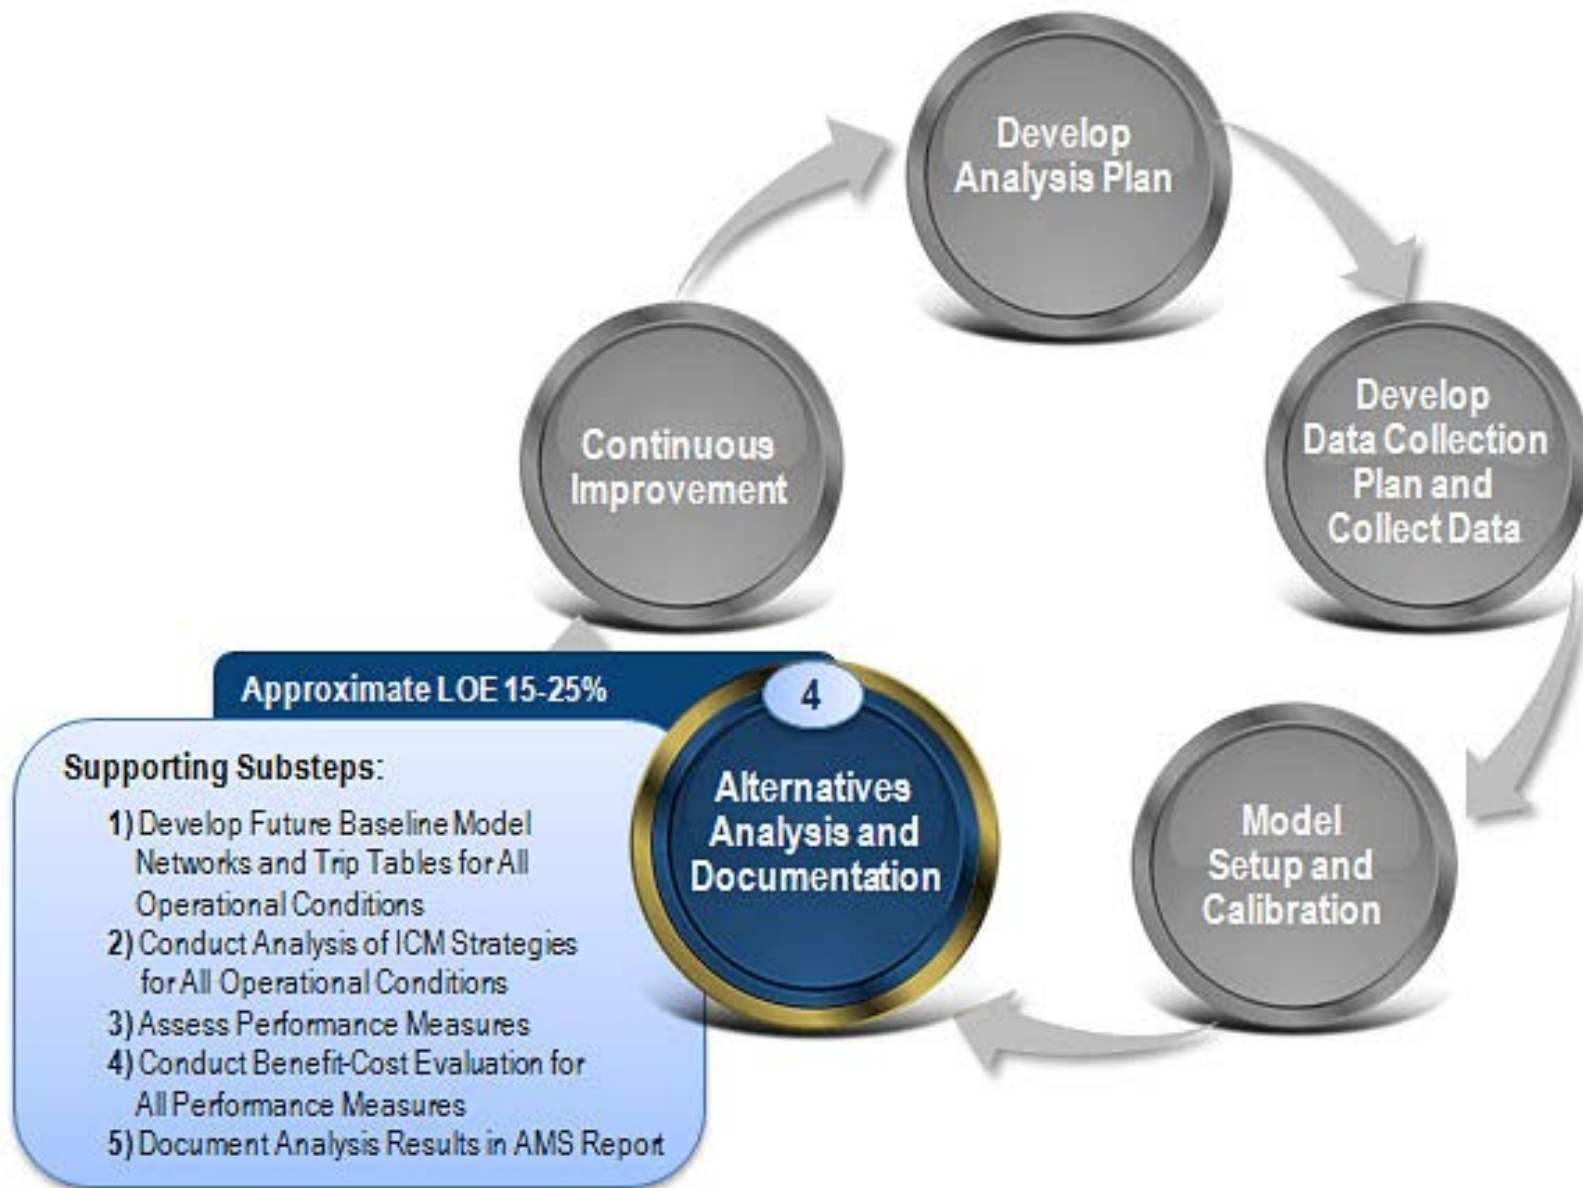 Develop
Analysis Plan
Develop
Data Collection
Plan and
Collect Data
Continuous
Improvement
Approximate LOE 15-25%
4
Alternatives
Analysis and
Documentation
Model
Setup and
Calibration
Supporting Substeps:
1) Develop Future Baseline Model
Networks and Trip Tables for All
Operational Conditions
2) Conduct Analysis of ICM Strategies
for All Operational Conditions
3) Assess Performance Measures
4) Conduct Benefit-Cost Evaluation for
All Performance Measures
5) Document Analysis Results in AMS Report